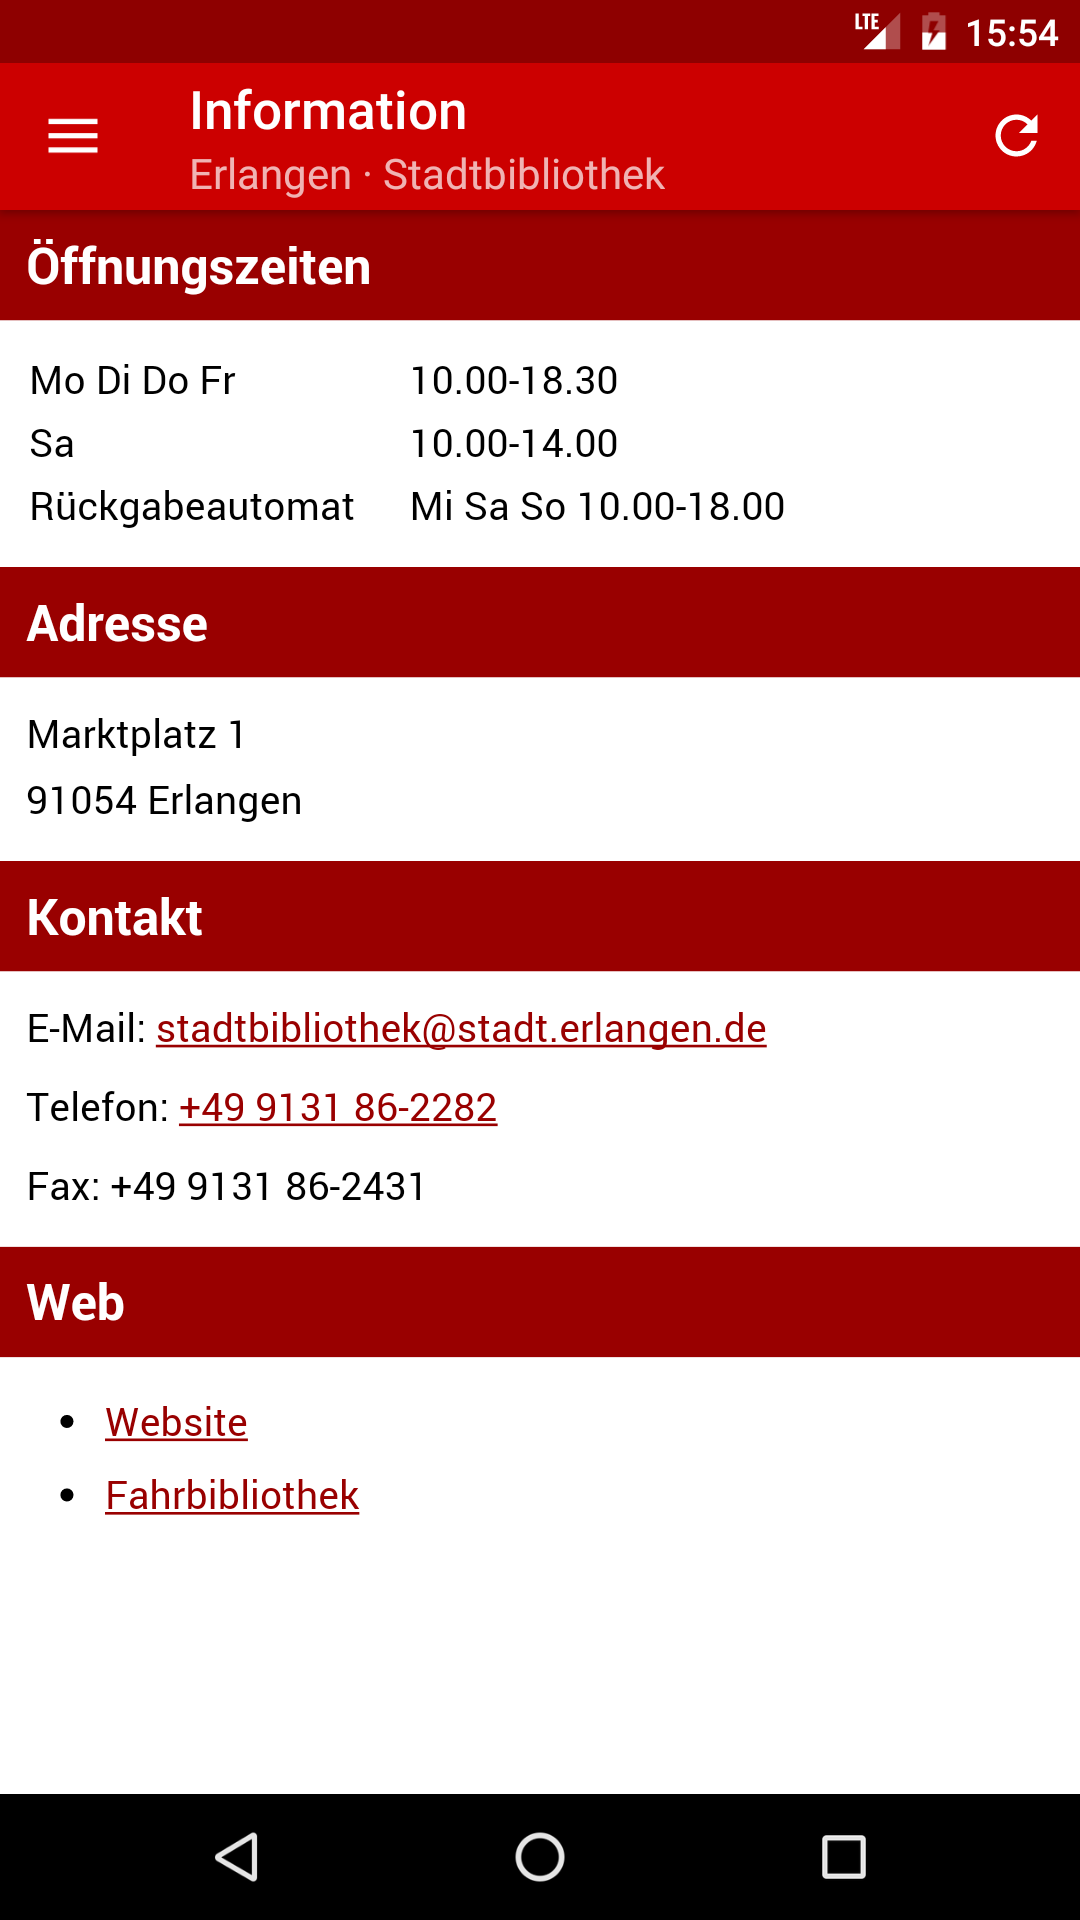 LTE 15:54
Information
Erlangen · Stadtbibliothek
Öffnungszeiten
Mo Di Do Fr 10.00-18.30
Sa 10.00-14.00
Rückgabeautomat Mi Sa So 10.00-18.00
Adresse
Marktplatz 1
91054 Erlangen
Kontakt
E-Mail: stadtbibliothek@stadt.erlangen.de
Telefon: +49 9131 86-2282
Fax: +49 9131 86-2431
Web
• Website
• Fahrbibliothek